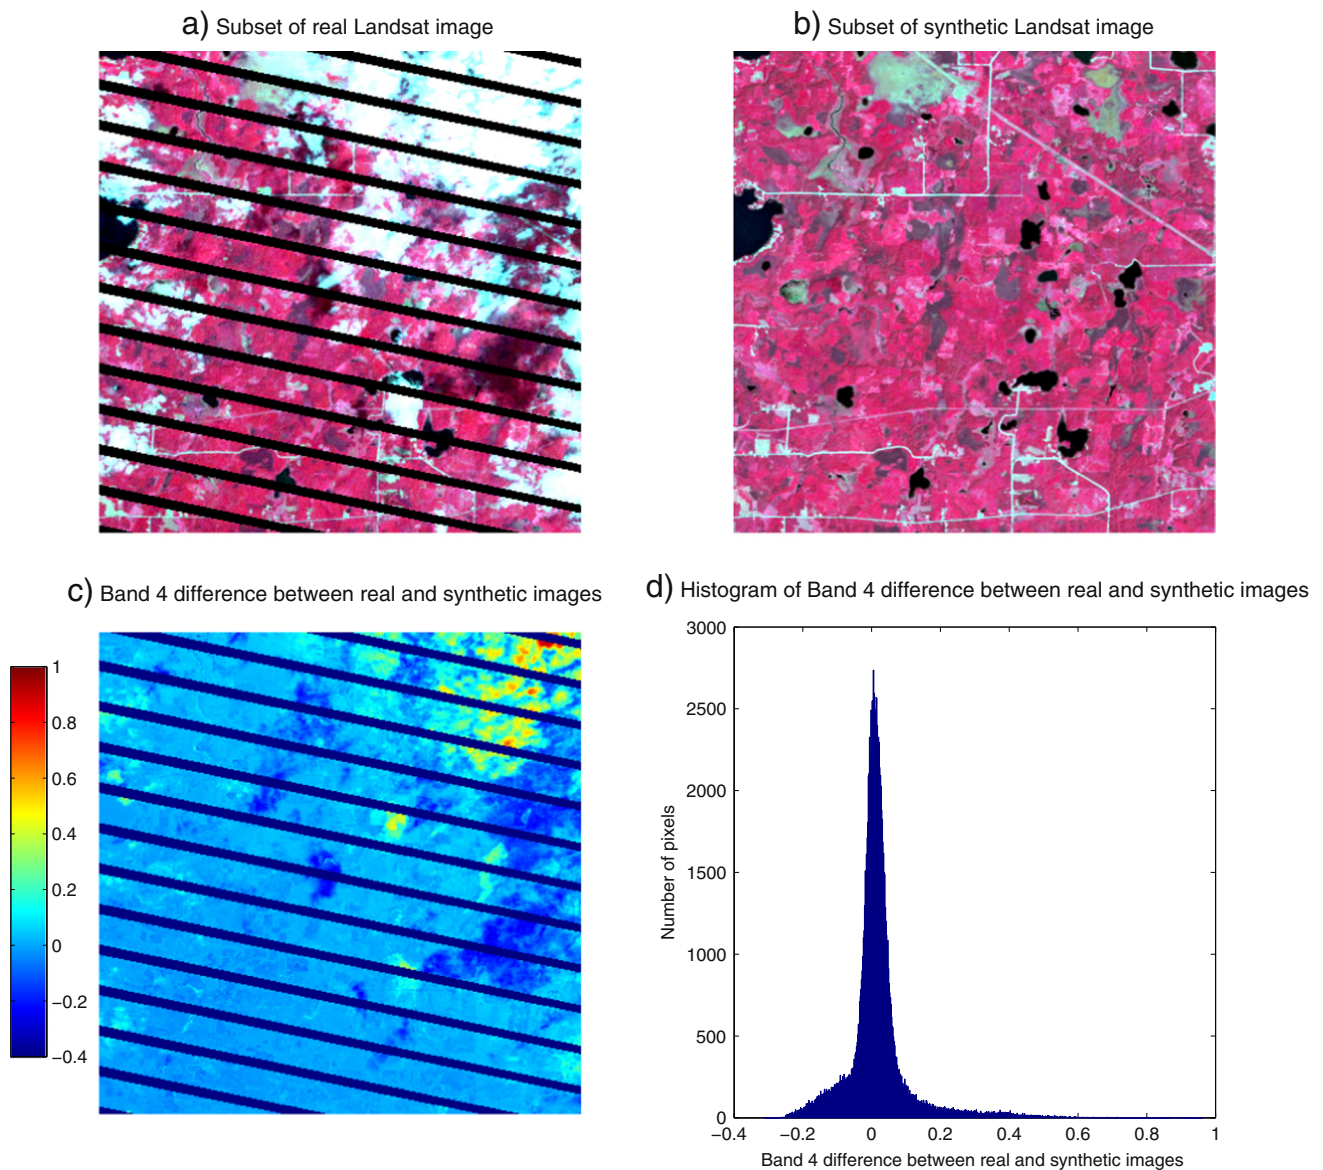 a) Subset of real Landsat image
b) Subset of synthetic Landsat image
c) Band 4 difference between real and synthetic images
1
0.8
0.6
0.4
0.2
0
−0.2
−0.4
d) Histogram of Band 4 difference between real and synthetic images
3000
2500
2000
1500
1000
500
0
Number of pixels
−0.4 −0.2 0 0.2 0.4 0.6 0.8 1
Band 4 difference between real and synthetic images